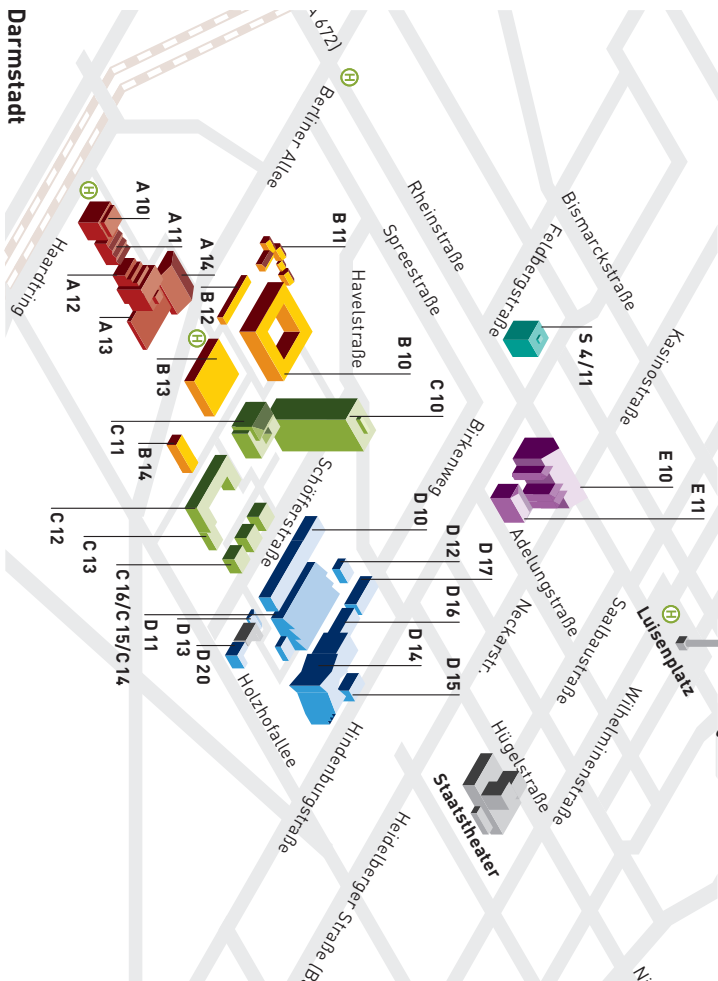 Kasinostraße
E 11
Luisenplatz
H
E 10
Bismarckstraße
Saalbaustraße
Wilhelminenstraße
S 4/11
Feldbergstraße
Adelungstraße
Hügelstraße
Neckarstr.
Staatstheater
D 17
D 12
D 16
D 15
Rheinstraße
Birkenweg
C 10
D 10
D 14
Spreestraße
B 10
Heidelberger Straße (B
Havelstraße
B 11
H
672)
Hindenburgstraße
Berliner Allee
Schöfferstraße
Holzhofallee
A 14
B 12
H
D 20
A 11
D 13
B 13
D 11
A 10
B 14
C 16/C 15/C 14
C 11
A 13
C 13
H
A 12
C 12
Haardtring
Darmstadt